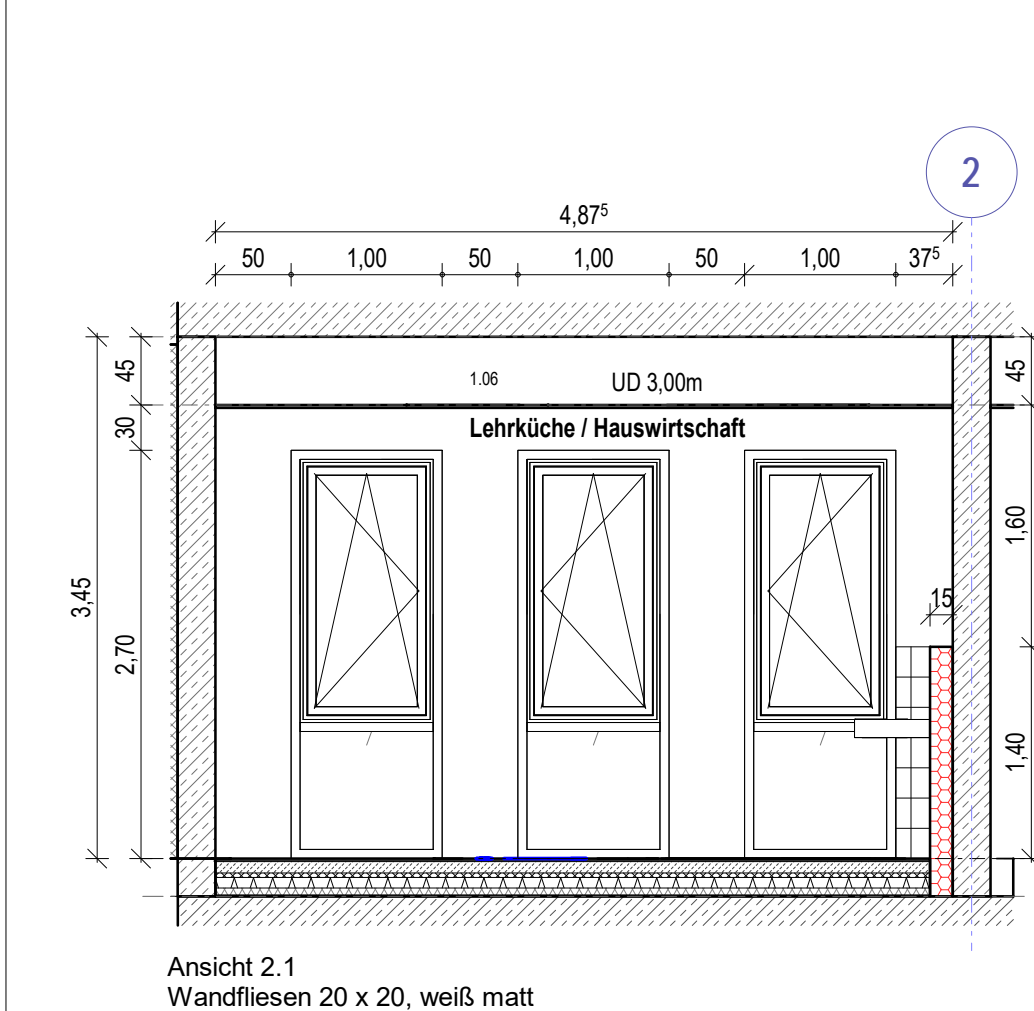 2
4,87⁵
50 1,00 50 1,00 50 1,00 37⁵
45 1.06 UD 3,00m 45
30 Lehrküche / Hauswirtschaft
1,60
3,45 15
2,70
1,40
Ansicht 2.1
Wandfliesen 20 x 20, weiß matt